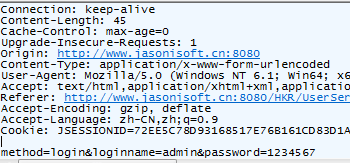 Connection: keep-alive
Content-Length: 45
Cache-Control: max-age=0
Upgrade-Insecure-Requests: 1
Origin: http://www.jasonisoft.cn:8080
Content-Type: application/x-www-form-urlencoded
User-Agent: Mozilla/5.0 (Windows NT 6.1; Win64; x6
Accept: text/html,application/xhtml+xml,application
Referer: http://www.jasonisoft.cn:8080/HKR/UserSer
Accept-Encoding: gzip, deflate
Accept-Language: zh-CN,zh;q=0.9
Cookie: JSESSIONID=72EE5C78D93168517E76B161CD83D1A
method=login&loginname=admin&password=1234567